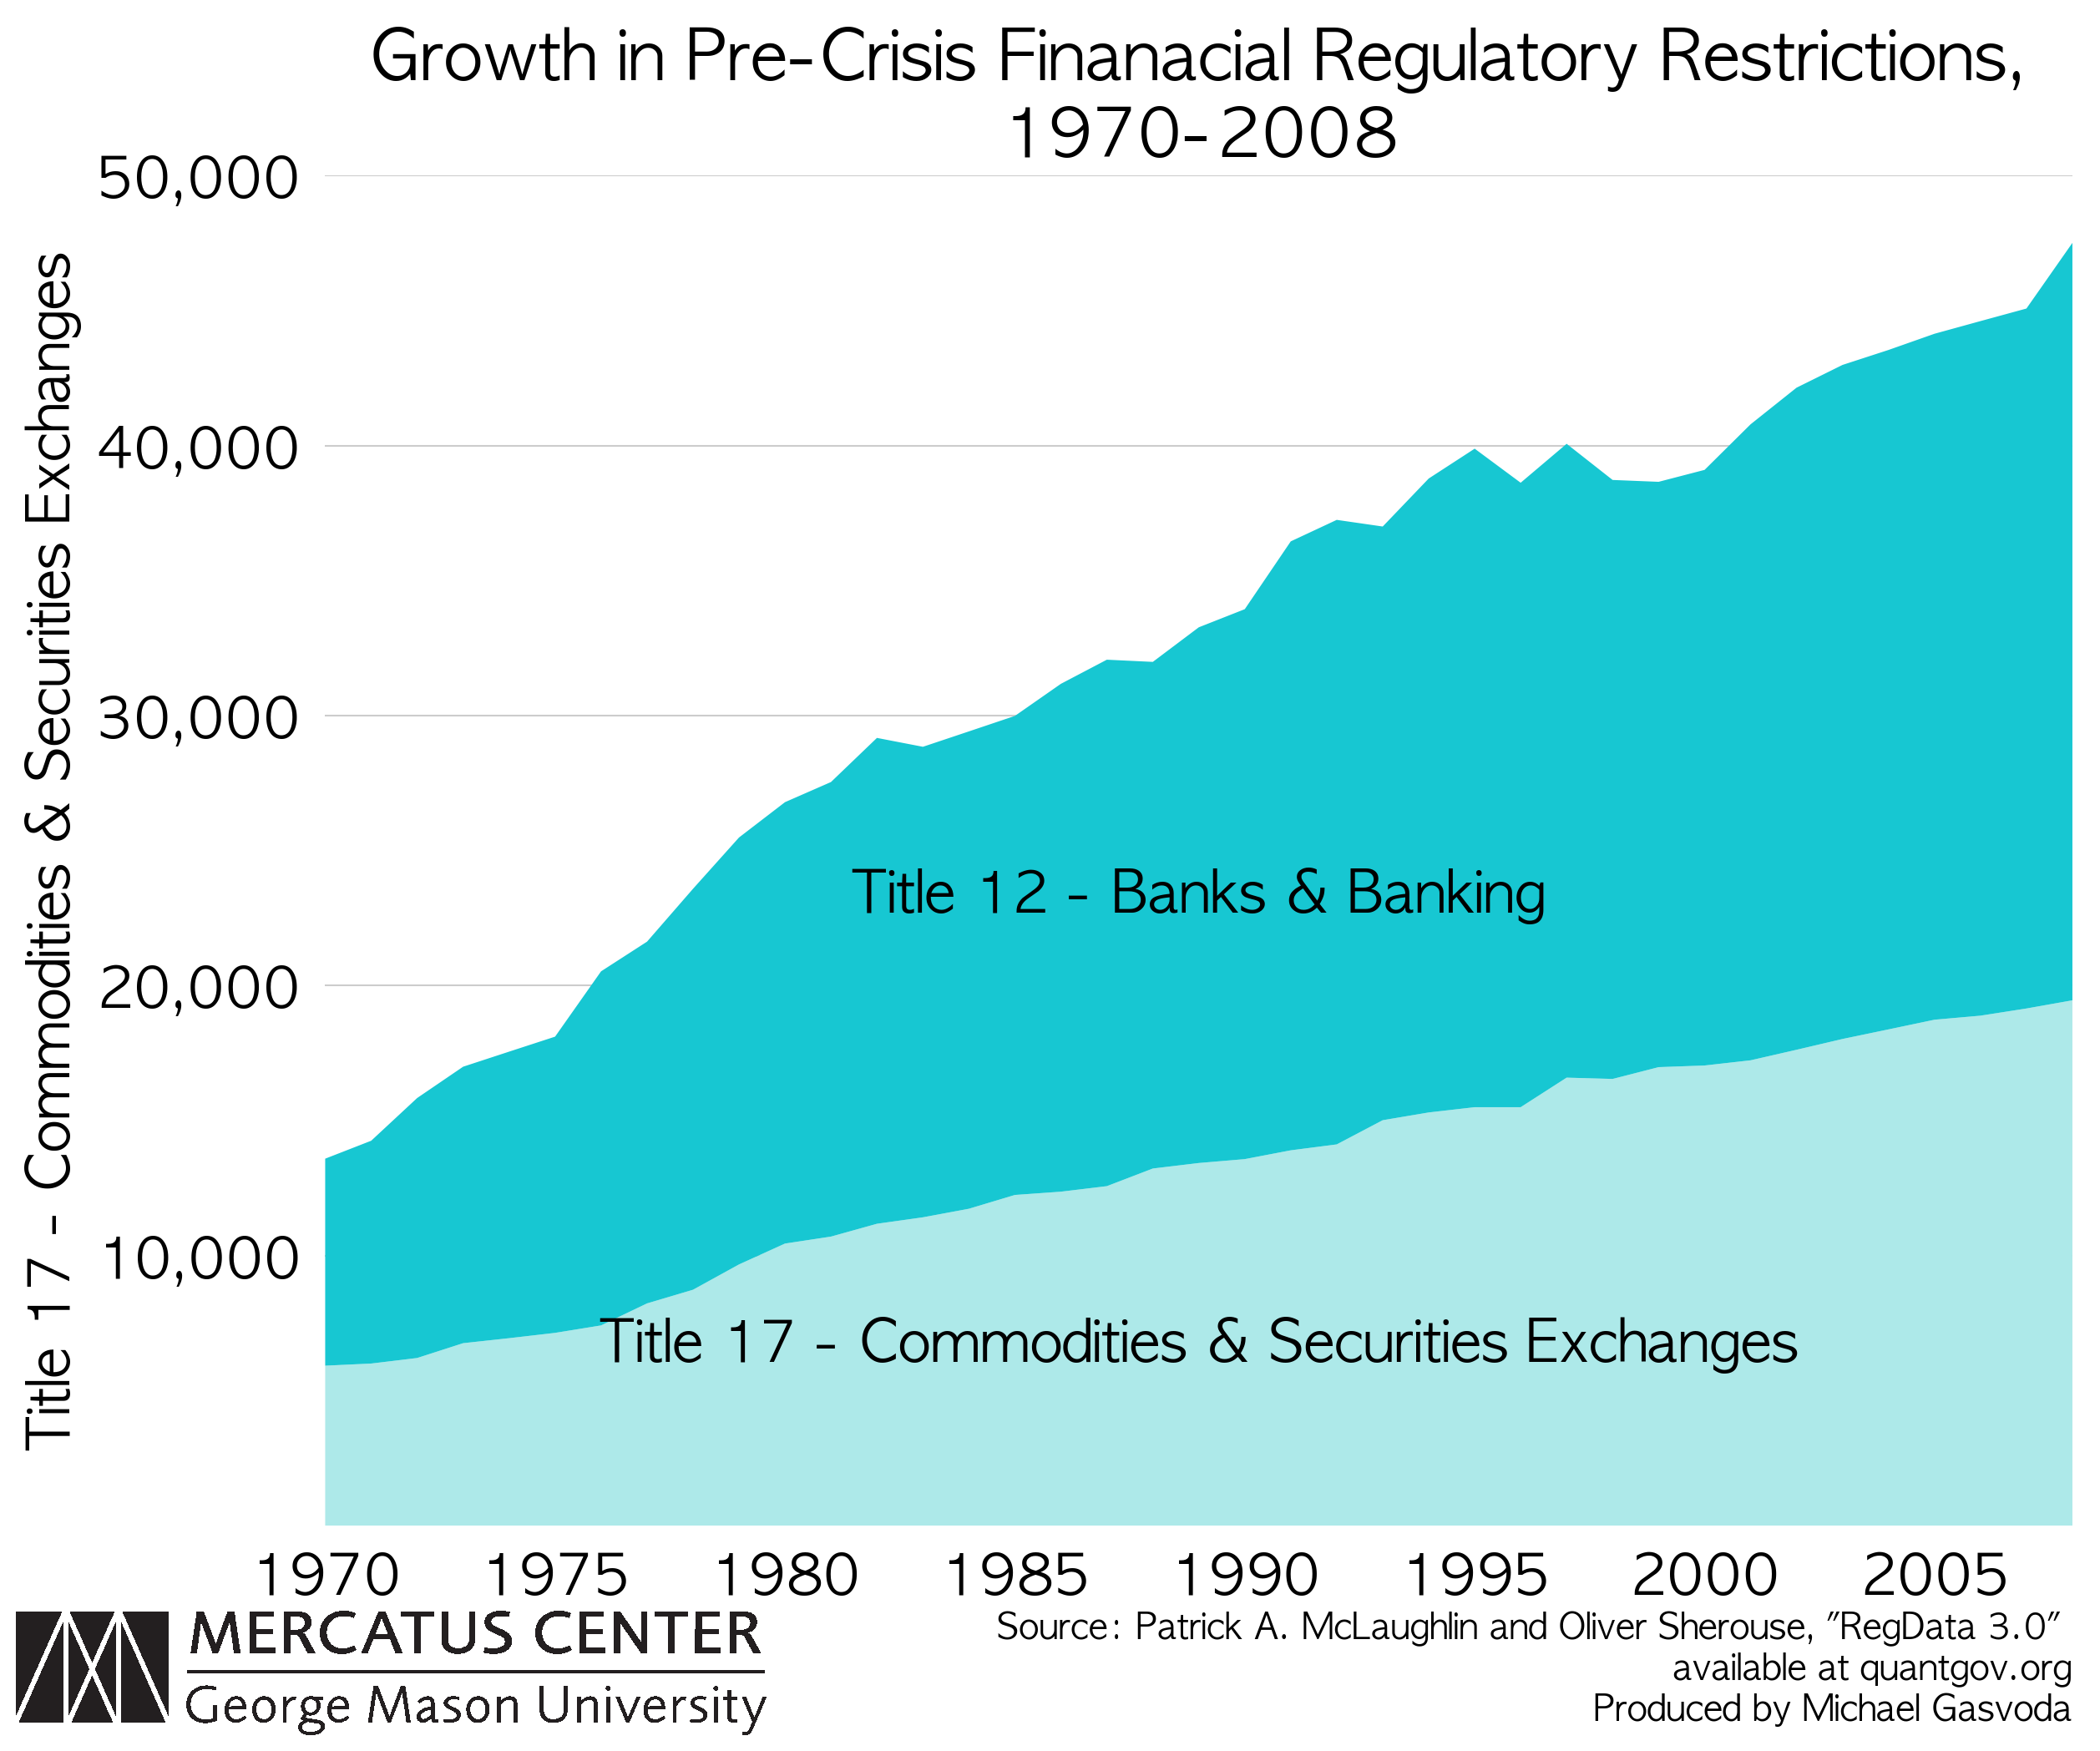 Growth in Pre-Crisis Finanacial Regulatory Restrictions,
1970-2008
Title 17 - Commodities & Securities Exchanges
50,000
40,000
30,000
20,000
10,000
Title 12 - Banks & Banking
Title 17 - Commodities & Securities Exchanges
1970 1975 1980 1985 1990 1995 2000 2005
MERCATUS CENTER
George Mason University
Source: Patrick A. McLaughlin and Oliver Sherouse, "RegData 3.0"
available at quantgov.org
Produced by Michael Gasvoda